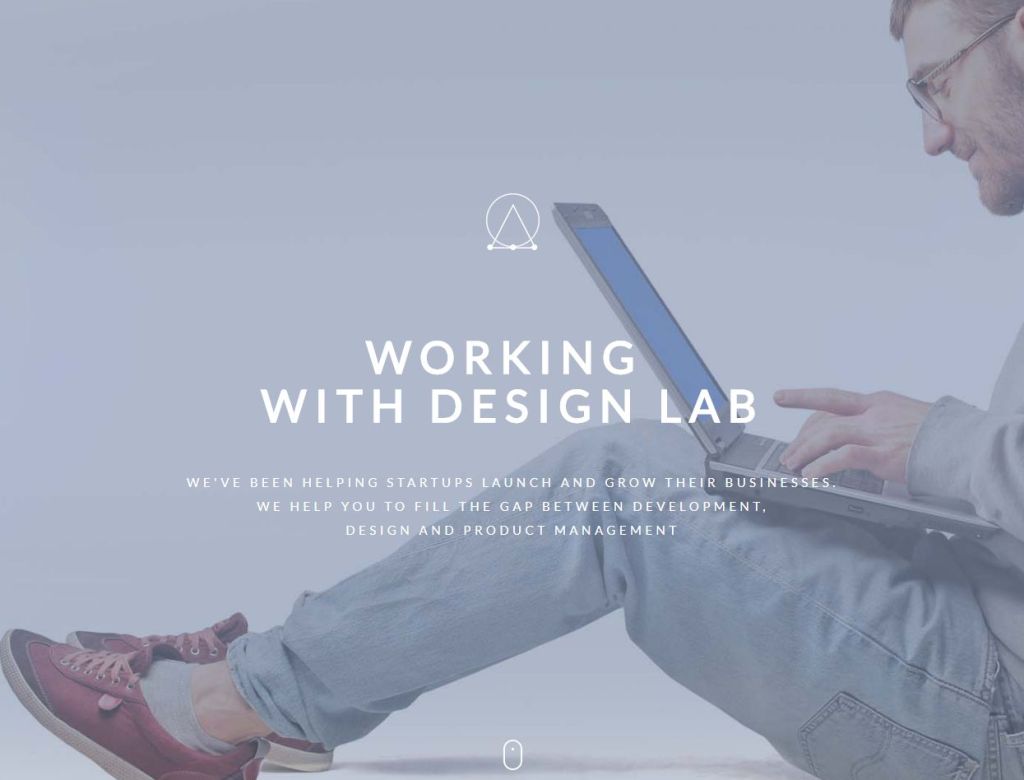 WORKING
WITH DESIGN LAB
WE'VE BEEN HELPING STARTUPS LAUNCH AND GROW THEIR BUSINESSES.
WE HELP YOU TO FILL THE GAP BETWEEN DEVELOPMENT,
DESIGN AND PRODUCT MANAGEMENT